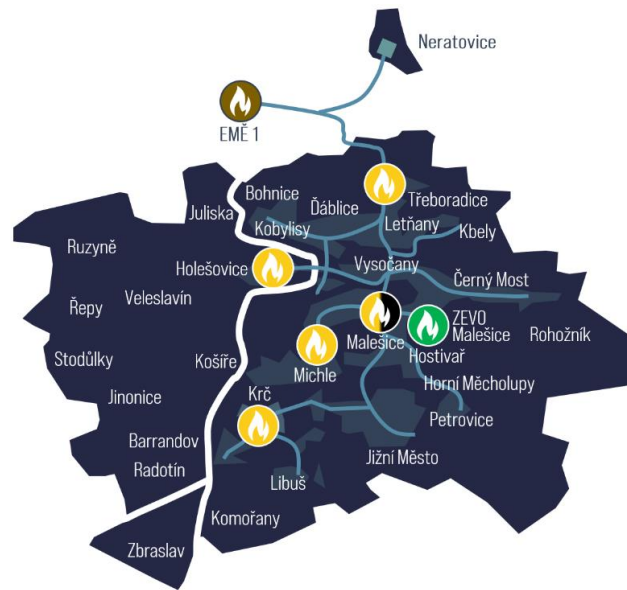 Neratovice
EMĚ 1
Třeboradice
Bohnice
Juliska
Ďáblice
Letňany
Kobylisy
Kbely
Ruzyně
Vysočany
Holešovice
Černý Most
Veleslavín
Řepy
ZEVO
Malešice
Malešice
Rohožník
Hostivař
Stodůlky
Košíře
Michle
Horní Měcholupy
Krč
Jinonice
Petrovice
Barrandov
Jižní Město
Radotín
Libuš
Komořany
Zbraslav